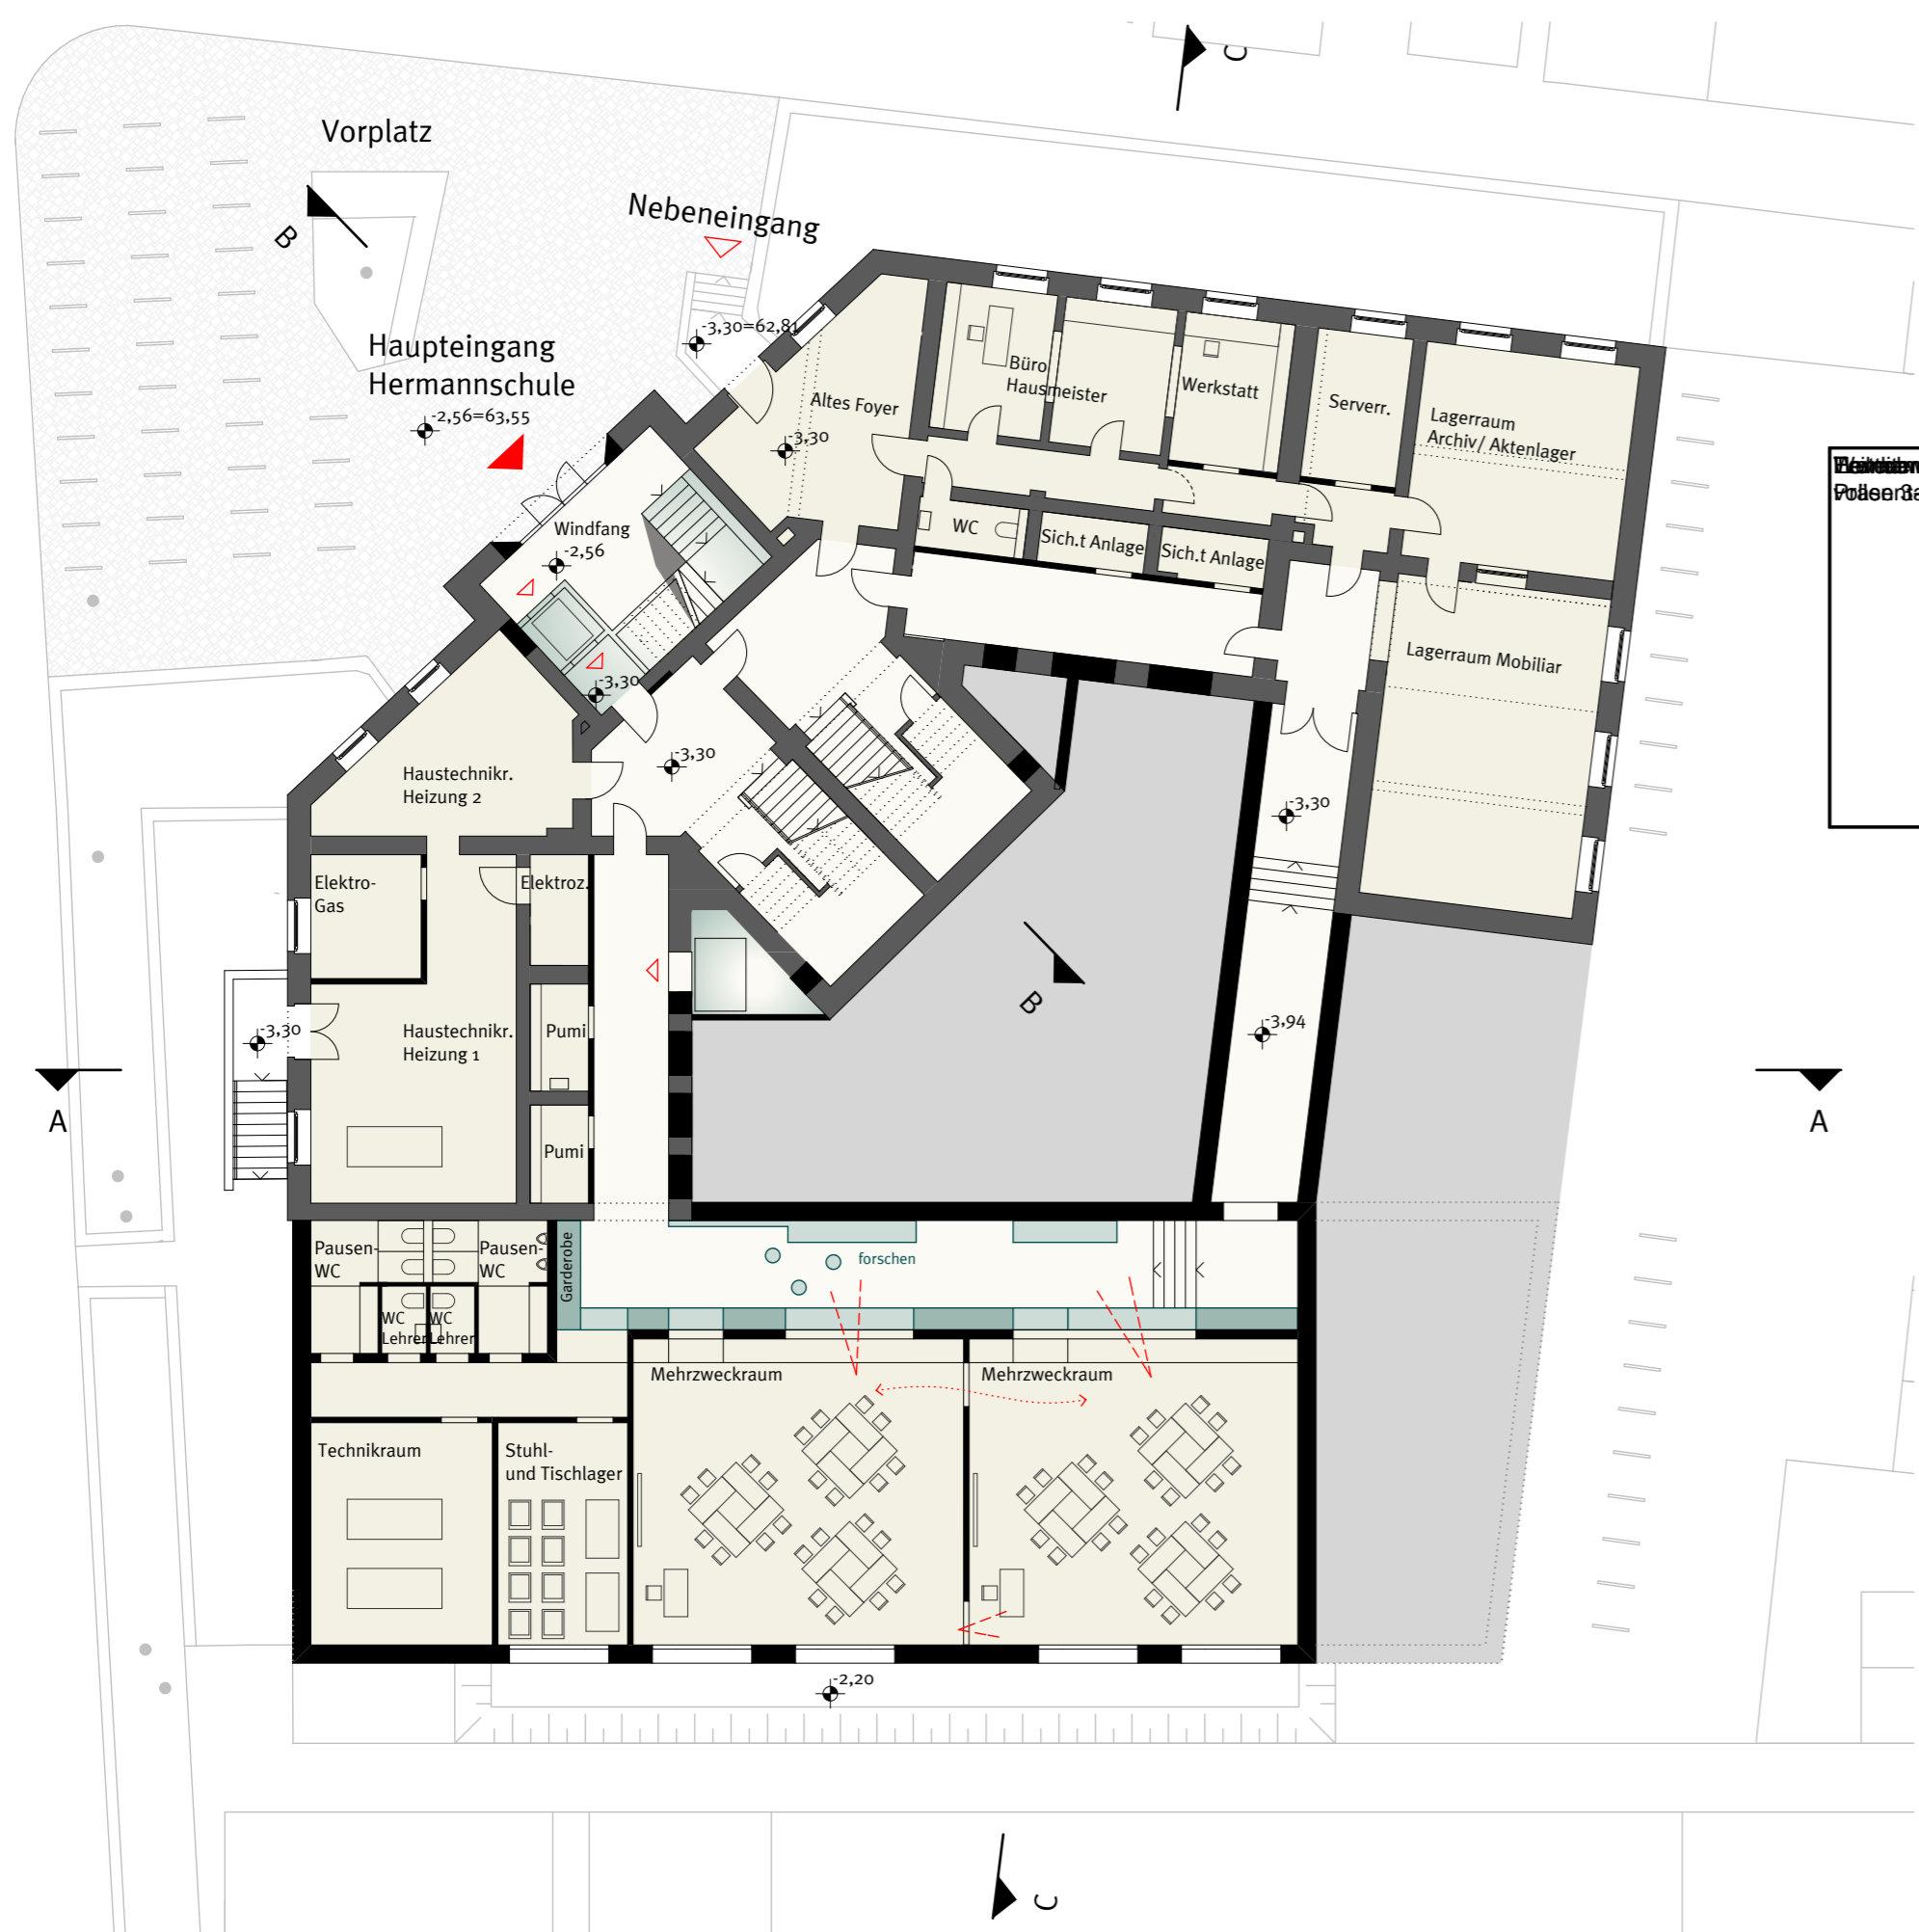 C
Vorplatz
B
Nebeneingang
-3,30=62,81
Haupteingang
Hermannschule
-2,56=63,55
Altes Foyer
-3,30
Büro
Hausmeister
Werkstatt
Serverr.
Lagerraum
Archiv/ Aktenlager
Windfang
-2,56
WC
Sich.t Anlage
Sich.t Anlage
Lagerraum Mobiliar
-3,30
-3,30
Haustechnikr.
Heizung 2
-3,30
Elektro-
Gas
Elektroz.
B
-3,30
Haustechnikr.
Heizung 1
Pumi
-3,94
A
A
Pumi
Pausen-
WC
Pausen-
WC
Garderobe
forschen
WC
Lehrer
WC
Lehrer
Mehrzweckraum
Mehrzweckraum
Technikraum
Stuhl-
und Tischlager
-2,20
C